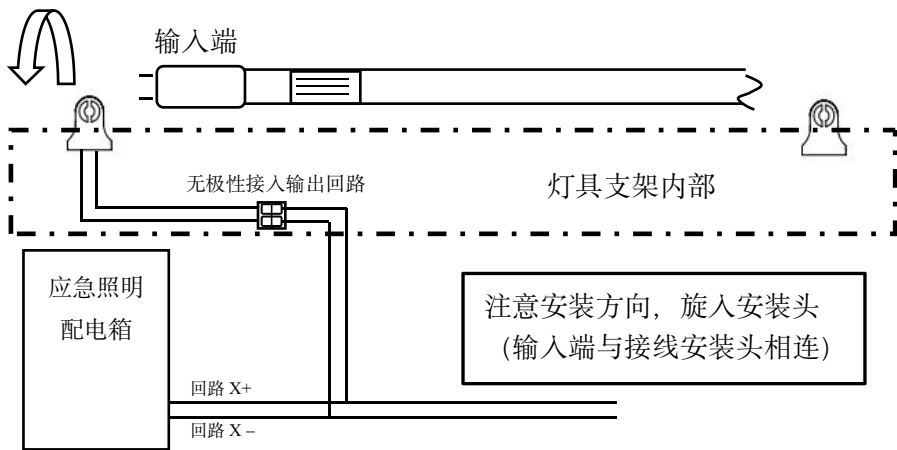 输入端
无极性接入输出回路
灯具支架内部
应急照明
配电箱
注意安装方向，旋入安装头
（输入端与接线安装头相连）
回路 X+
回路 X–